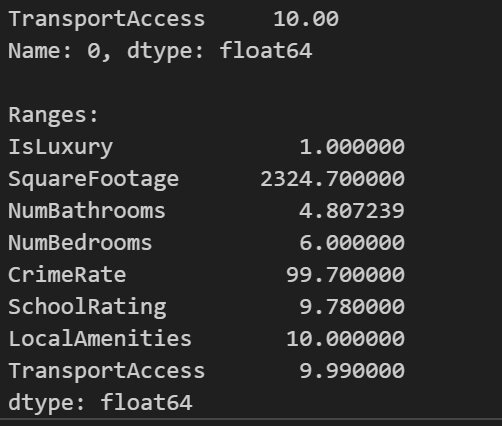 TransportAccess     10.00
Name: 0, dtype: float64

Ranges:
IsLuxury              1.000000
SquareFootage      2324.700000
NumBathrooms          4.807239
NumBedrooms           6.000000
CrimeRate            99.700000
SchoolRating          9.780000
LocalAmenities       10.000000
TransportAccess       9.990000
dtype: float64